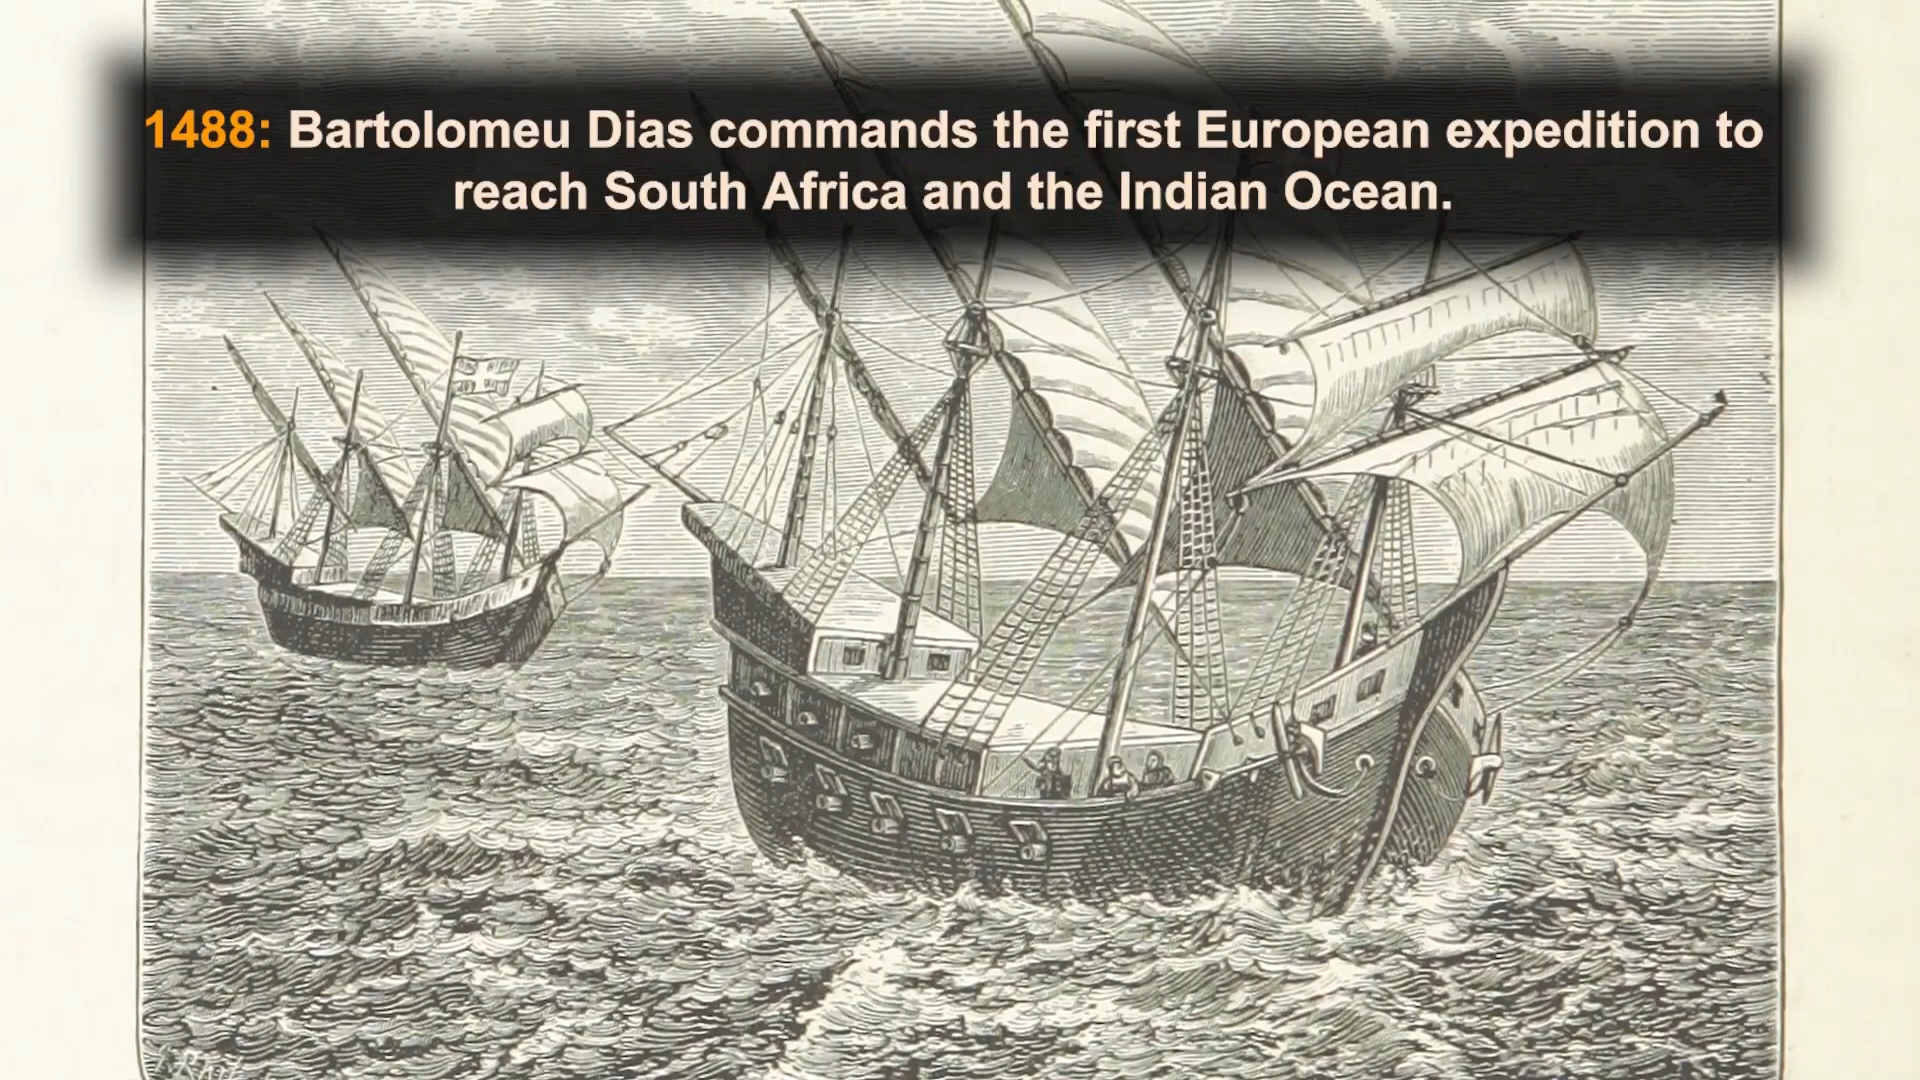 1488: Bartolomeu Dias commands the first European expedition to
reach South Africa and the Indian Ocean.